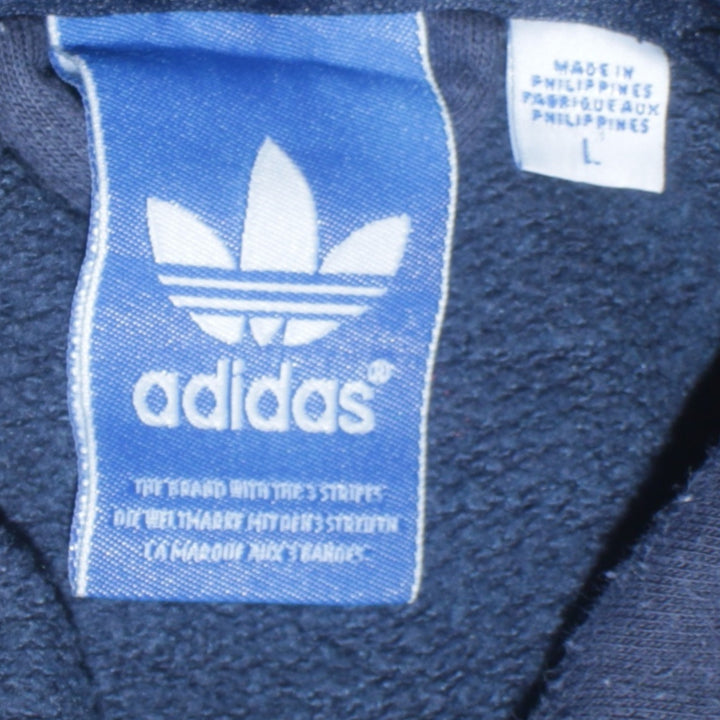 adidas®
THE BRAND WITH THE 3 STRIPES
DIE WELTMARKE MIT DEN 3 STREIFEN
LA MARQUE AUX 3 BANDES
MADE IN
PHILIPPINES
FABRIQUE AUX
PHILIPPINES
L